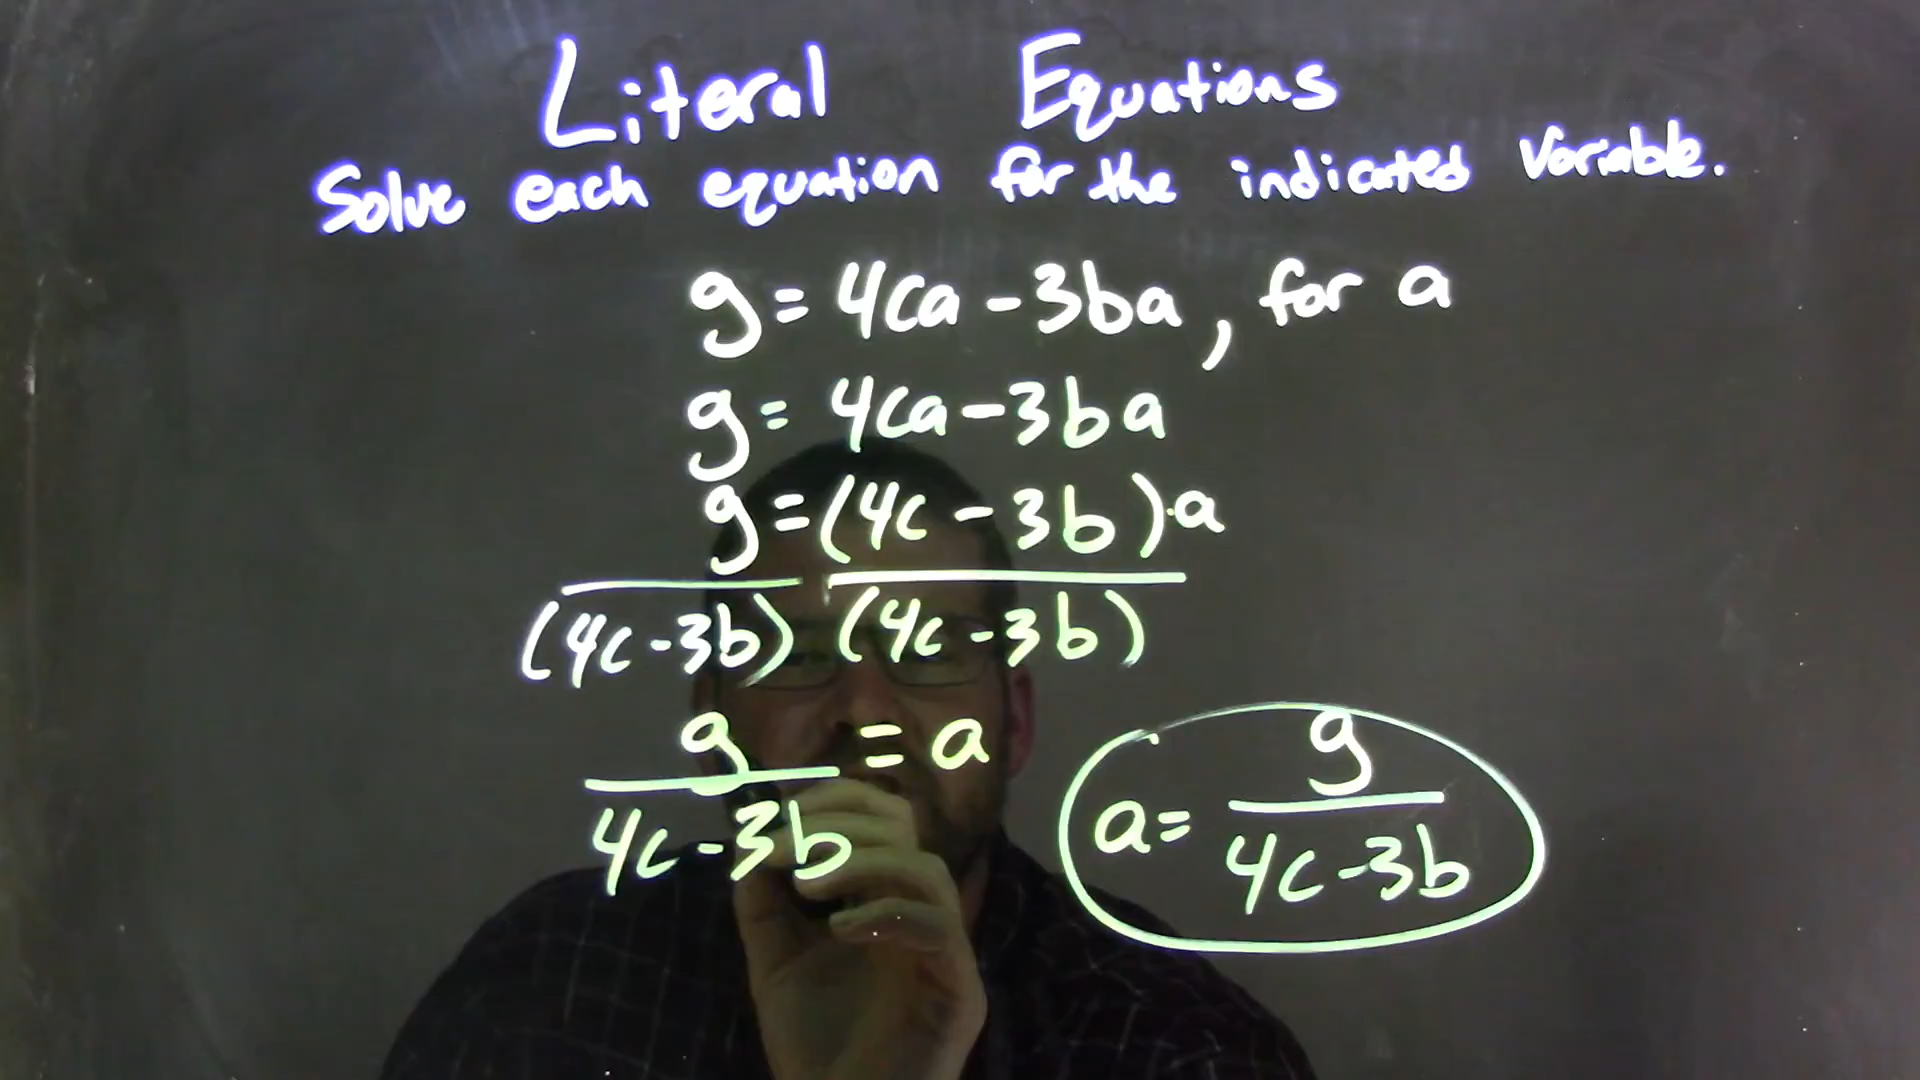 Literal Equations
Solve each equation for the indicated variable.
g = 4ca - 3ba, for a
g = 4ca - 3ba
g = (4c - 3b)·a
(4c - 3b) (4c - 3b)
g = a
4c - 3b
a = g
4c - 3b